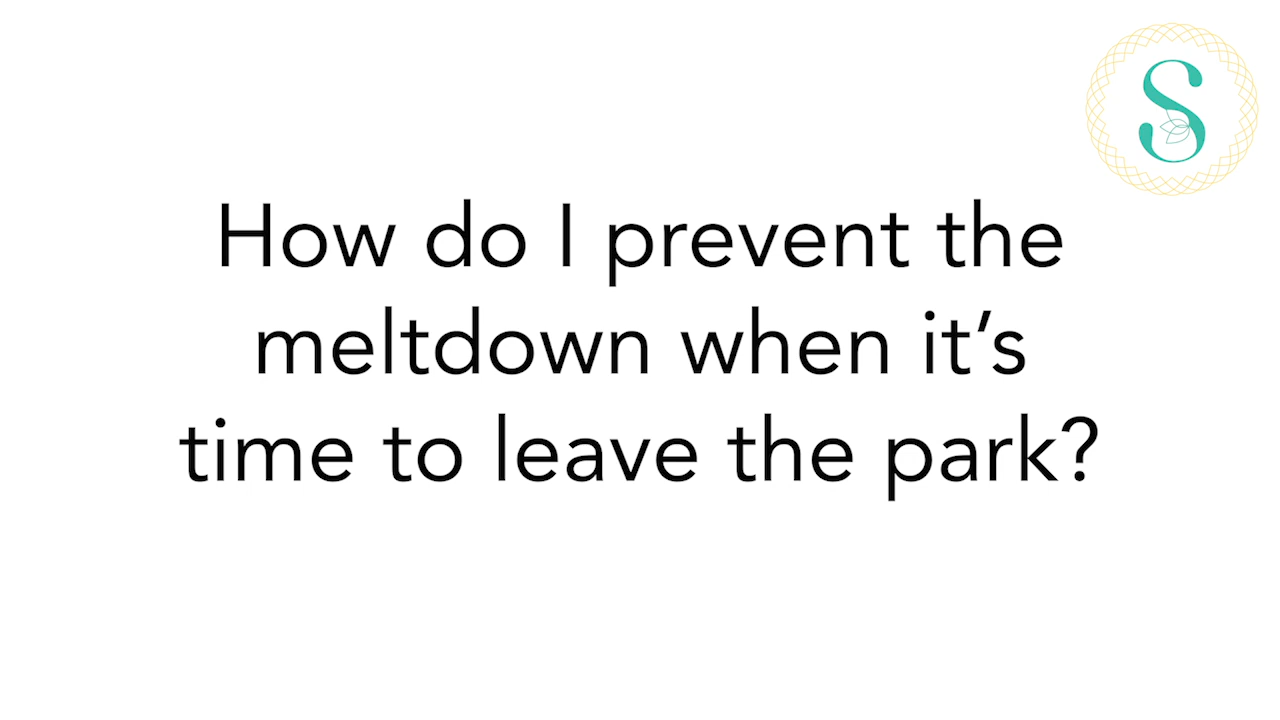 S
How do I prevent the
meltdown when it’s
time to leave the park?